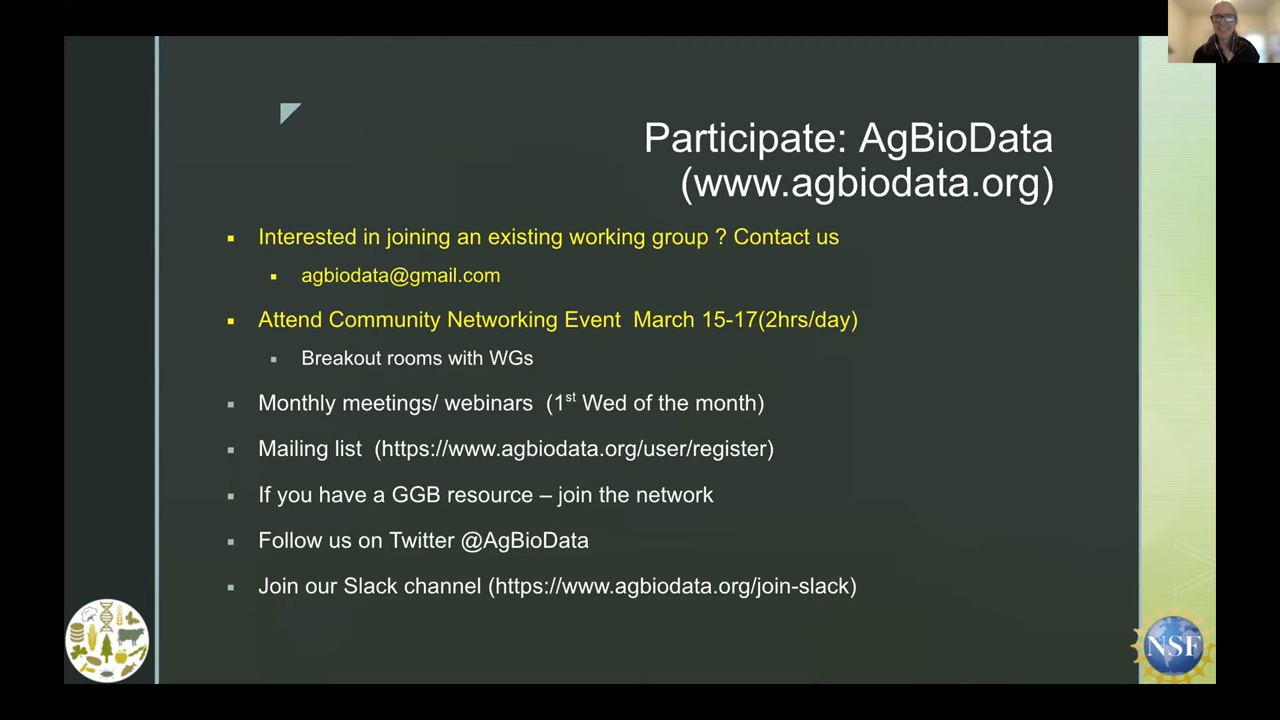 Participate: AgBioData
(www.agbiodata.org)
Interested in joining an existing working group ? Contact us
agbiodata@gmail.com
Attend Community Networking Event  March 15-17(2hrs/day)
Breakout rooms with WGs
Monthly meetings/ webinars  (1st Wed of the month)
Mailing list  (https://www.agbiodata.org/user/register)
If you have a GGB resource – join the network
Follow us on Twitter @AgBioData
Join our Slack channel (https://www.agbiodata.org/join-slack)
NSF